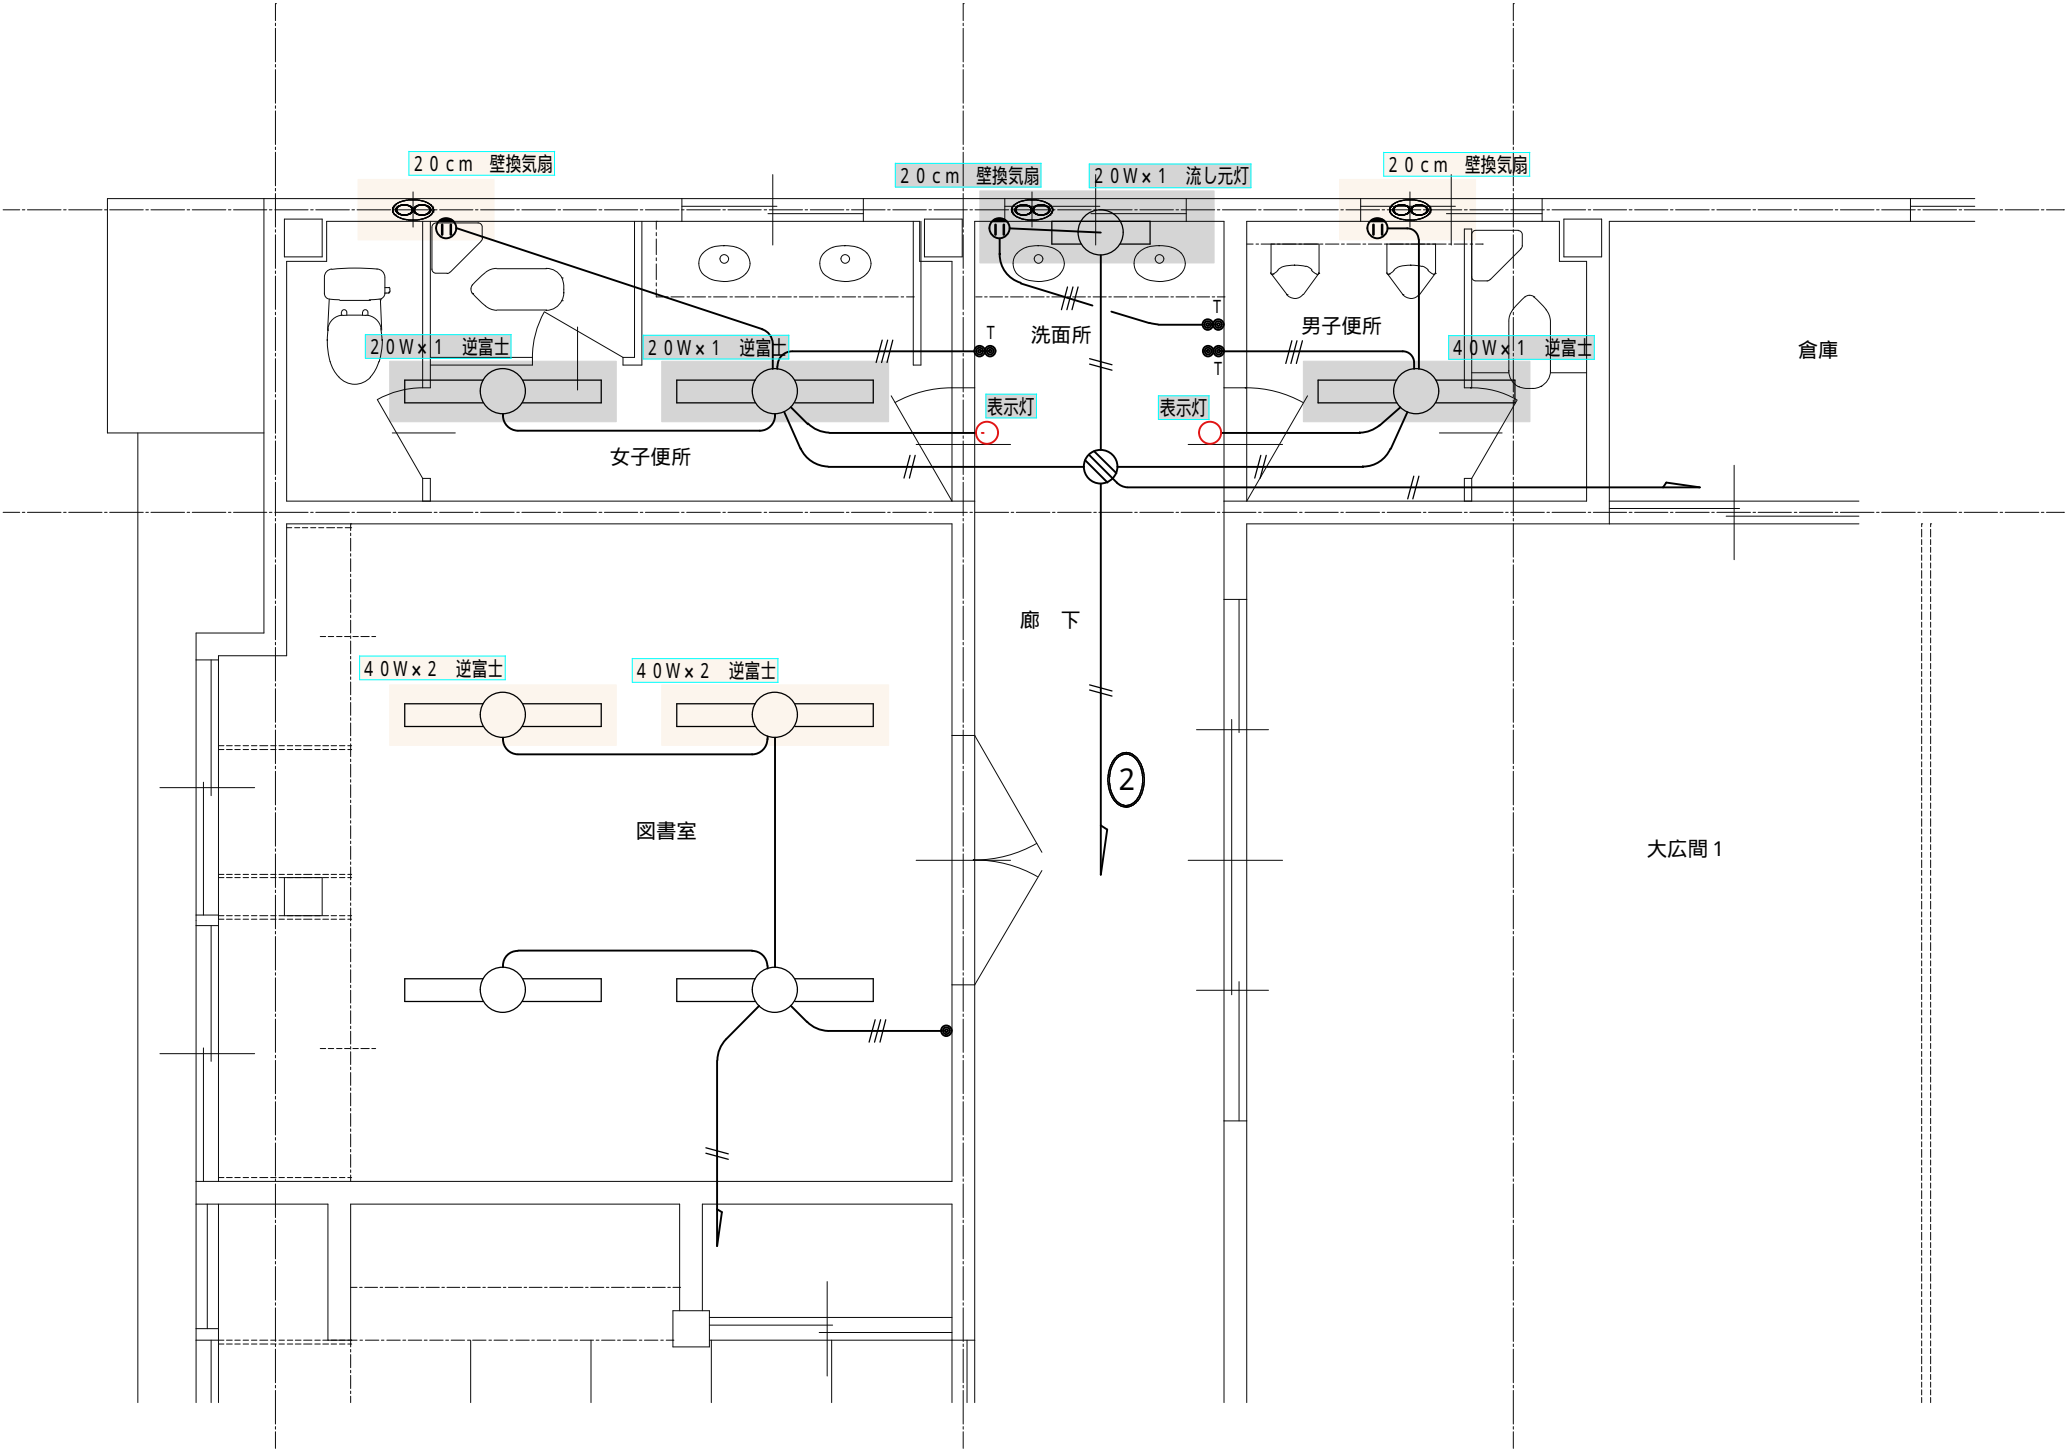 ２０ｃｍ　壁換気扇
２０ｃｍ　壁換気扇
２０Ｗ×１　流し元灯
２０ｃｍ　壁換気扇
T
T
洗面所
男子便所
２０Ｗ×１　逆富士
２０Ｗ×１　逆富士
４０Ｗ×１　逆富士
倉庫
T
表示灯
表示灯
女子便所
廊　下
４０Ｗ×２　逆富士
４０Ｗ×２　逆富士
2
図書室
大広間１